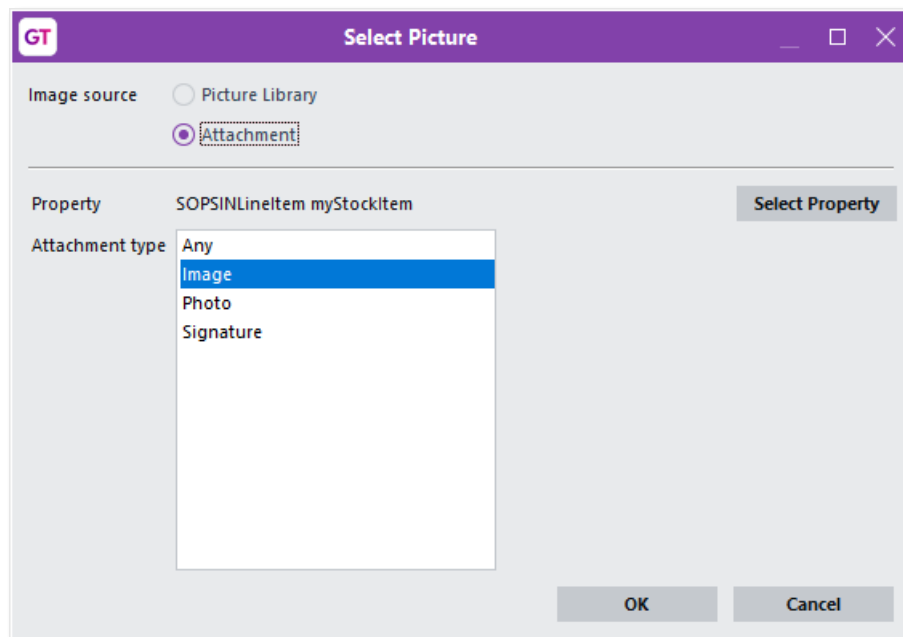 GT Select Picture
Image source Picture Library
Attachment
Property SOPSINLineItem myStockItem Select Property
Attachment type Any
Image
Photo
Signature
OK Cancel